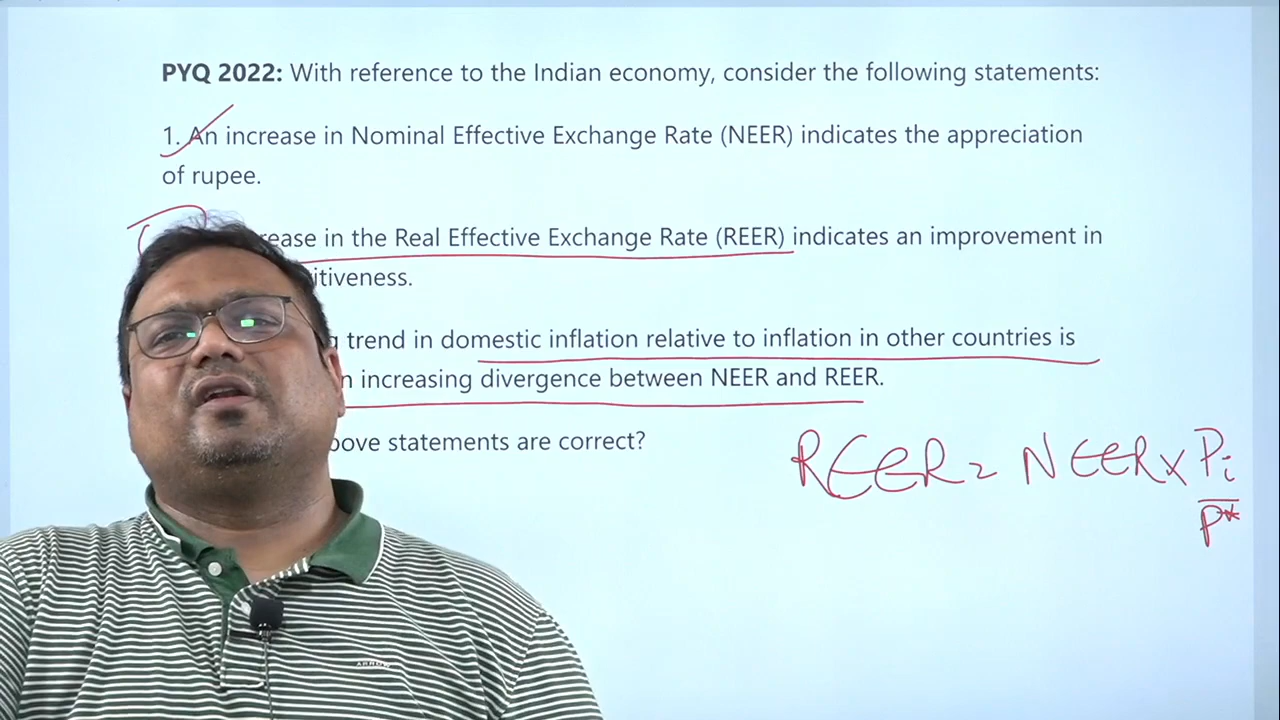 PYQ 2022: With reference to the Indian economy, consider the following statements:
1. An increase in Nominal Effective Exchange Rate (NEER) indicates the appreciation
of rupee.
rease in the Real Effective Exchange Rate (REER) indicates an improvement in
itiveness.
trend in domestic inflation relative to inflation in other countries is
increasing divergence between NEER and REER.
ove statements are correct?
REER = NEER x Pi
P*
ARROW